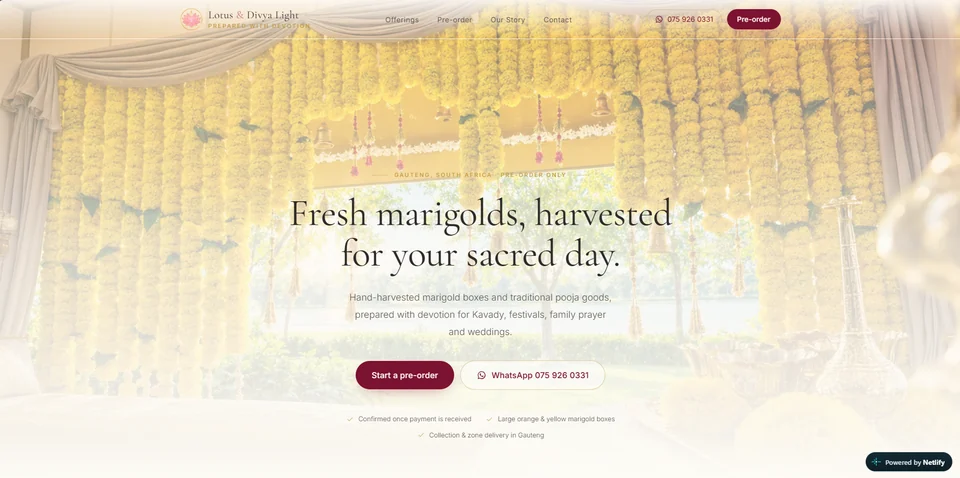 Lotus & Divya Light
PREPARED WITH DEVOTION
Offerings
Pre-order
Our Story
Contact
075 926 0331
Pre-order
GAUTENG, SOUTH AFRICA · PRE-ORDER ONLY
Fresh marigolds, harvested
for your sacred day.
Hand-harvested marigold boxes and traditional pooja goods,
prepared with devotion for Kavady, festivals, family prayer
and weddings.
Start a pre-order
WhatsApp 075 926 0331
Confirmed once payment is received
Large orange & yellow marigold boxes
Collection & zone delivery in Gauteng
Powered by Netlify